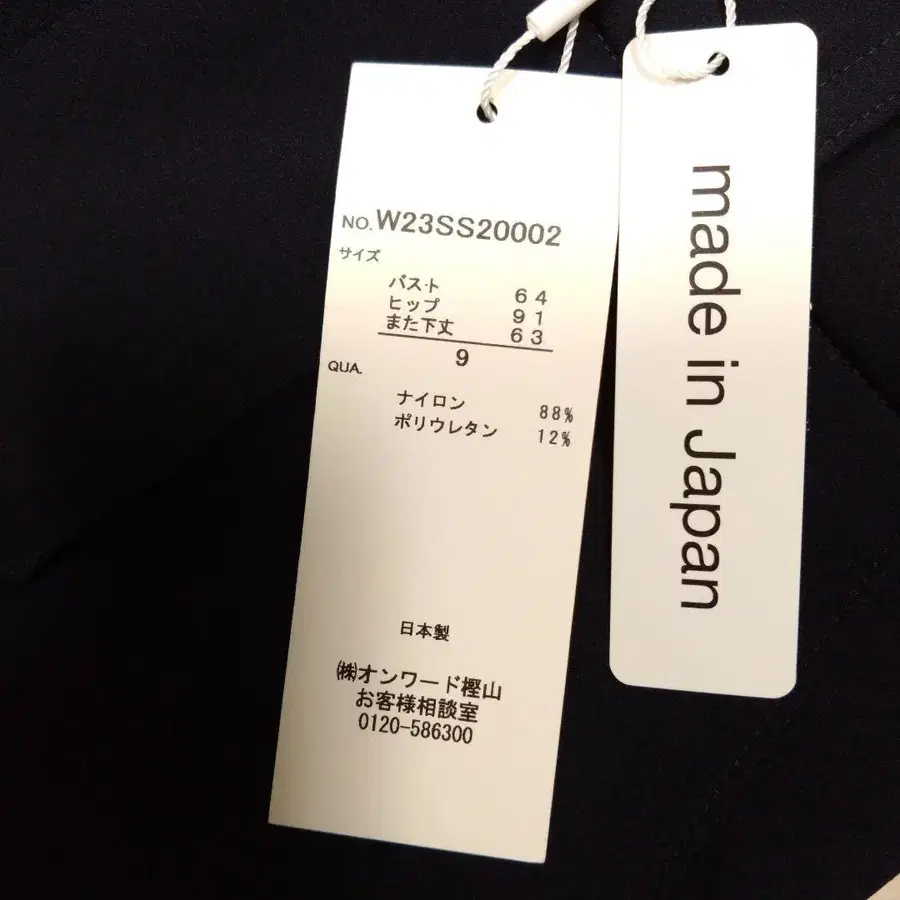 NO. W23SS20002
サイズ
バスト 64
ヒップ 91
また下丈 63
9
QUA.
ナイロン 88%
ポリウレタン 12%
日本製
㈱オンワード樫山
お客様相談室
0120-586300
made in Japan